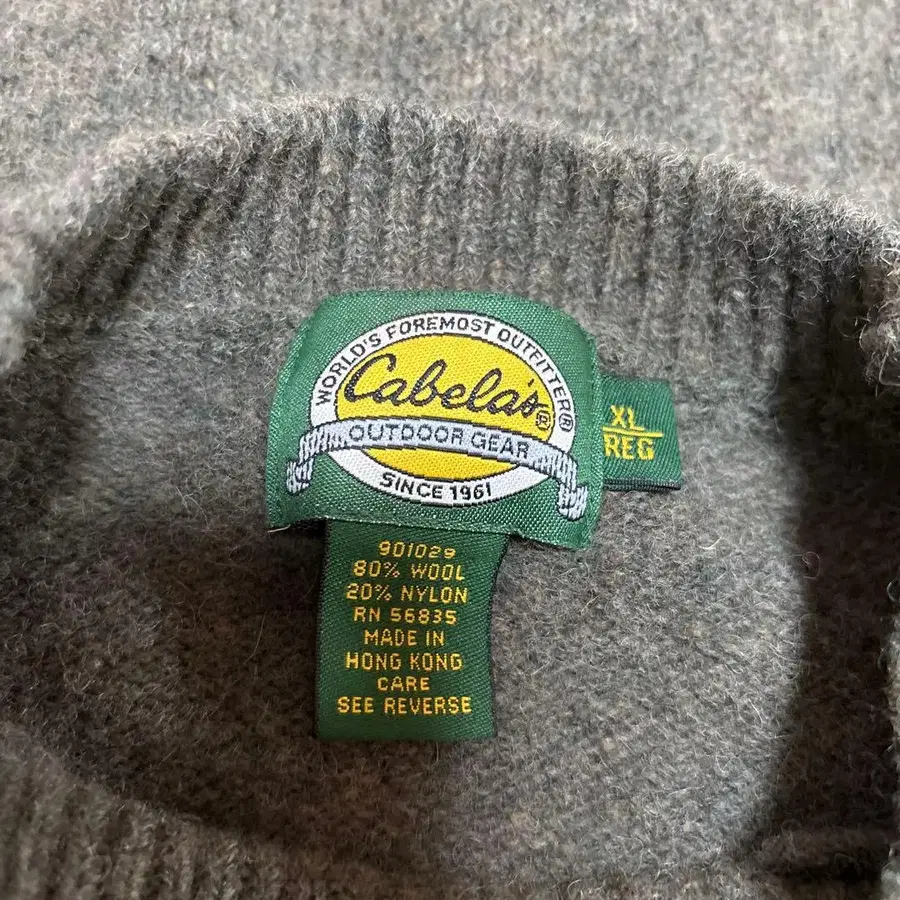 WORLD'S FOREMOST OUTFITTER®
Cabela's®
OUTDOOR GEAR
SINCE 1961
XL
REG
901029
80% WOOL
20% NYLON
RN 56835
MADE IN
HONG KONG
CARE
SEE REVERSE